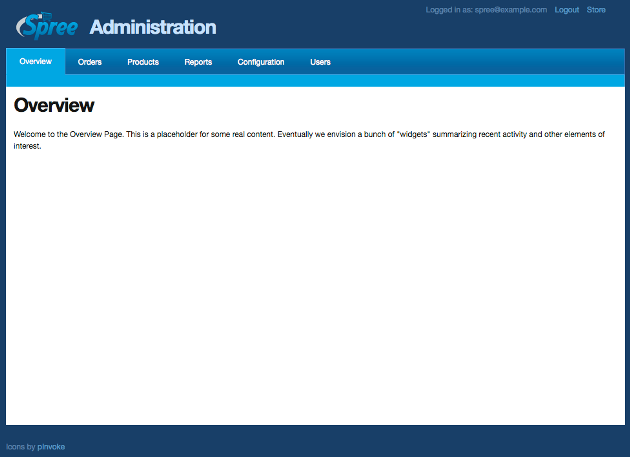 Logged in as: spree@example.com Logout Store
Spree Administration
Overview Orders Products Reports Configuration Users
Overview
Welcome to the Overview Page. This is a placeholder for some real content. Eventually we envision a bunch of "widgets" summarizing recent activity and other elements of
interest.
Icons by pinvoke